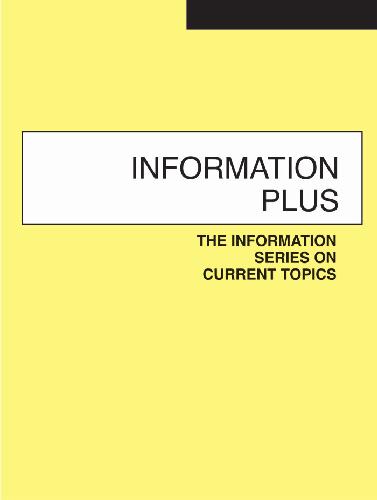 INFORMATION
PLUS
THE INFORMATION
SERIES ON
CURRENT TOPICS